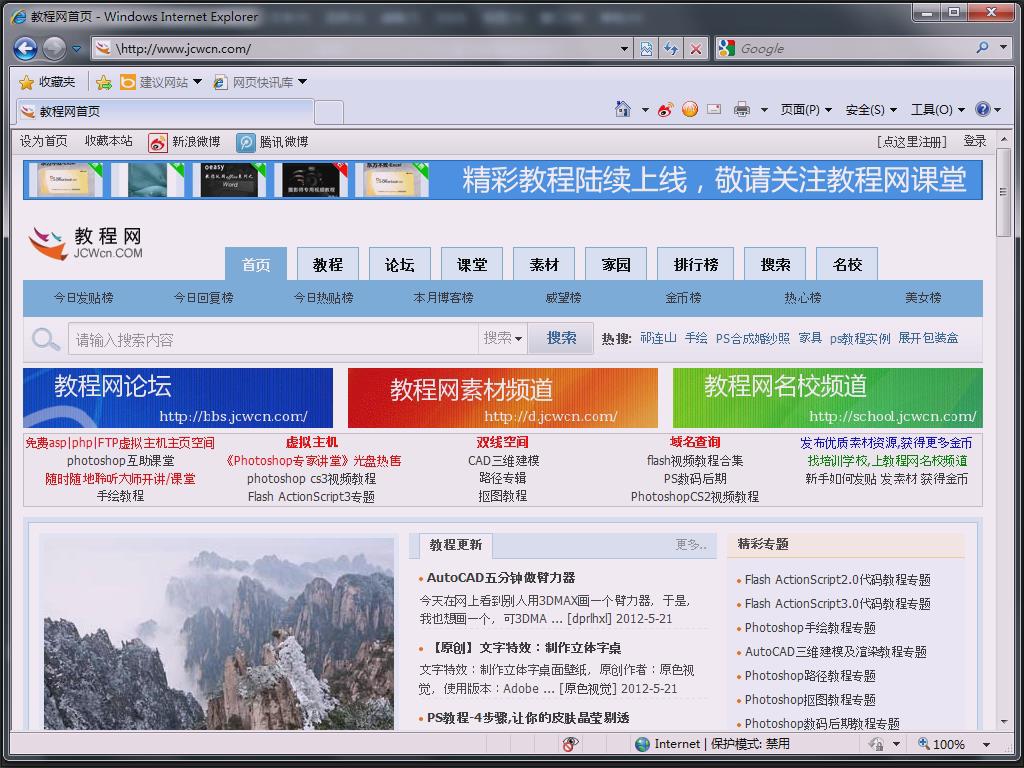 教程网首页 - Windows Internet Explorer
\http://www.jcwcn.com/
Google
收藏夹 建议网站 网页快讯库
教程网首页
页面(P) 安全(S) 工具(O)
设为首页 收藏本站 新浪微博 腾讯微博 [点这里注册] 登录
精彩教程陆续上线，敬请关注教程网课堂
教程网
JCWcn.COM
首页 教程 论坛 课堂 素材 家园 排行榜 搜索 名校
今日发贴榜 今日回复榜 今日热贴榜 本月博客榜 威望榜 金币榜 热心榜 美女榜
请输入搜索内容 搜索 搜索 热搜: 祁连山 手绘 PS合成婚纱照 家具 ps教程实例 展开包装盒
教程网论坛
http://bbs.jcwcn.com/
教程网素材频道
http://d.jcwcn.com/
教程网名校频道
http://school.jcwcn.com/
免费asp|php|FTP虚拟主机主页空间 虚拟主机 双线空间 域名查询 发布优质素材资源,获得更多金币
photoshop互助课堂 《Photoshop专家讲堂》光盘热售 CAD三维建模 flash视频教程合集 找培训学校,上教程网名校频道
随时随地聆听大师开讲/课堂 photoshop cs3视频教程 路径专辑 PS数码后期 新手如何发贴 发素材 获得金币
手绘教程 Flash ActionScript3专题 抠图教程 PhotoshopCS2视频教程
教程更新 更多..
AutoCAD五分钟做臂力器
今天在网上看到别人用3DMAX画一个臂力器，于是，
我也想画一个，可3DMA ... [dprlhxl] 2012-5-21
【原创】文字特效：制作立体字桌
文字特效：制作立体字桌面壁纸，原创作者：原色视
觉，使用版本：Adobe ... [原色视觉] 2012-5-21
PS教程-4步骤,让你的皮肤晶莹剔透
精彩专题
Flash ActionScript2.0代码教程专题
Flash ActionScript3.0代码教程专题
Photoshop手绘教程专题
AutoCAD三维建模及渲染教程专题
Photoshop路径教程专题
Photoshop抠图教程专题
Photoshop数码后期教程专题
Internet | 保护模式: 禁用 100%